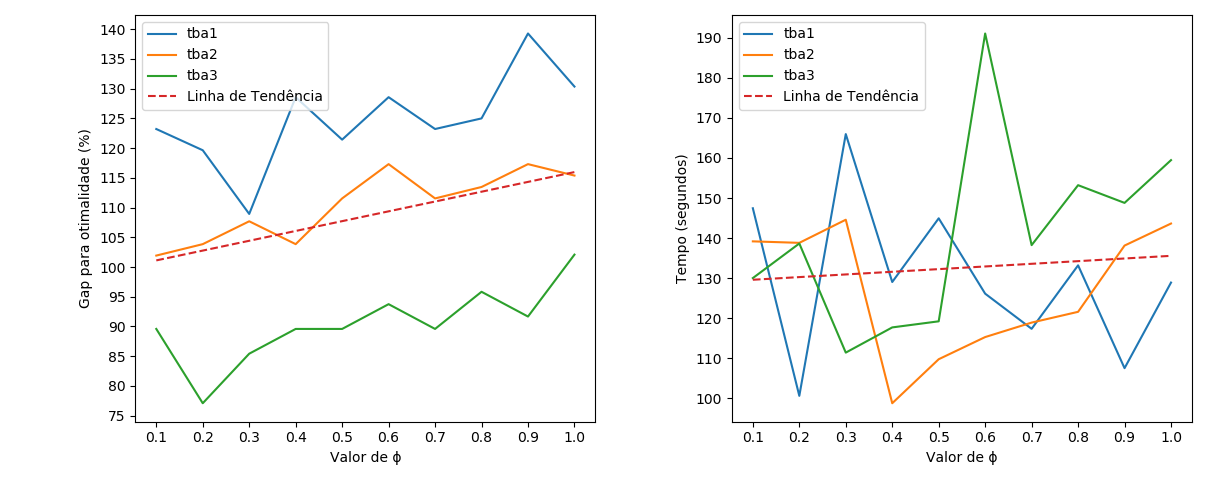 140
135
130
125
120
115
110
105
100
95
90
85
80
75
Gap para otimalidade (%)
tba1
tba2
tba3
Linha de Tendência
0.1 0.2 0.3 0.4 0.5 0.6 0.7 0.8 0.9 1.0
Valor de ϕ
190
180
170
160
150
140
130
120
110
100
Tempo (segundos)
tba1
tba2
tba3
Linha de Tendência
0.1 0.2 0.3 0.4 0.5 0.6 0.7 0.8 0.9 1.0
Valor de ϕ